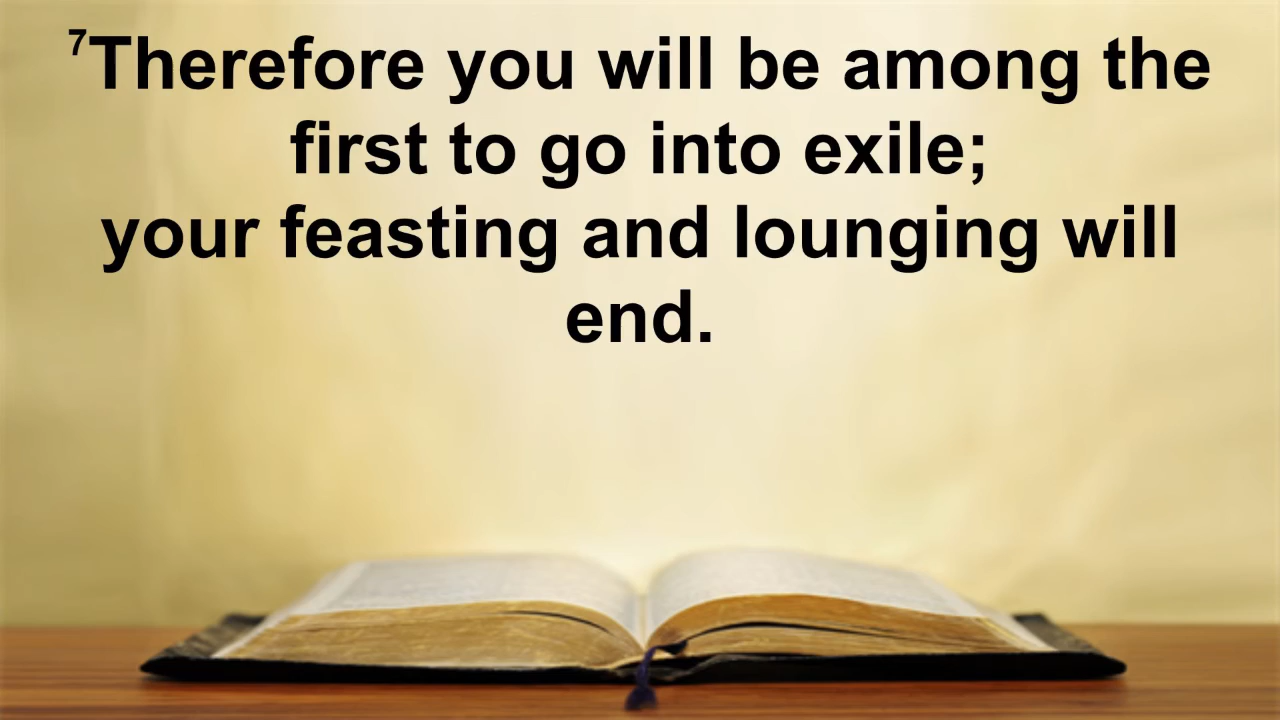 7Therefore you will be among the
first to go into exile;
your feasting and lounging will
end.